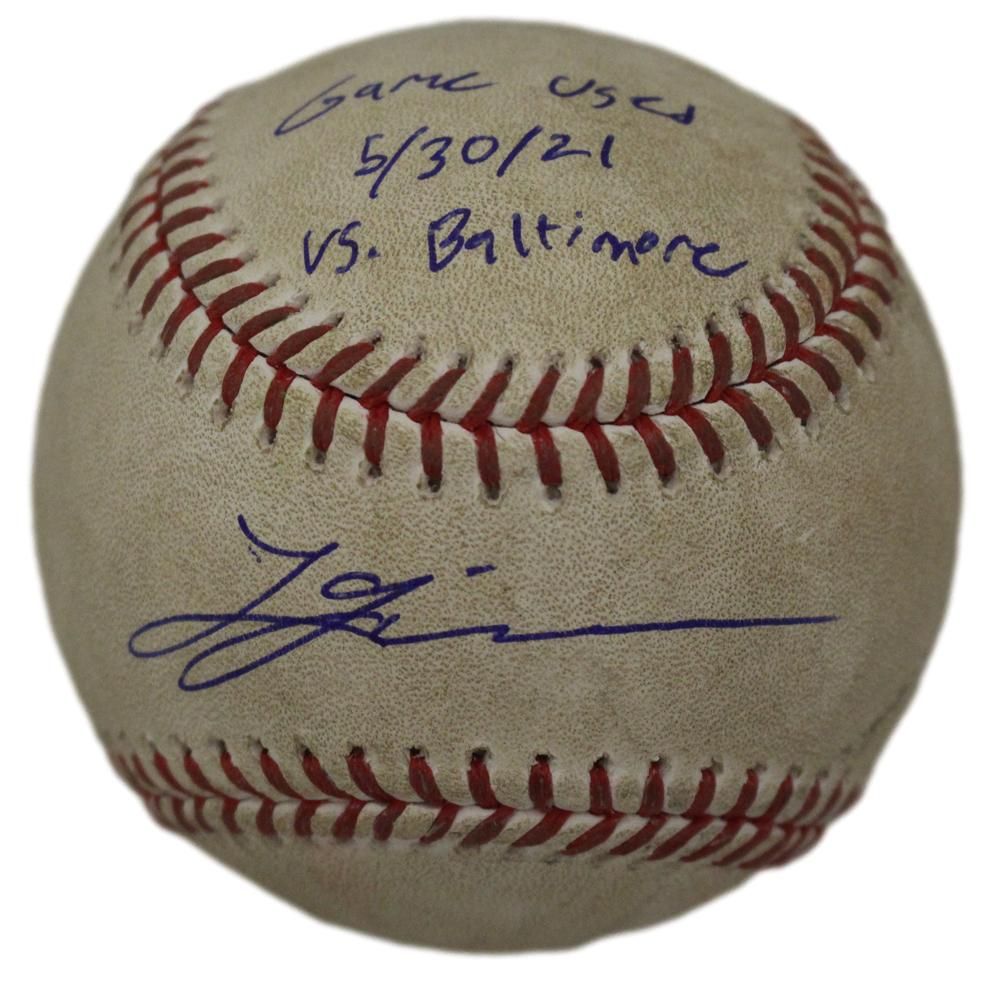 Game Used
5/30/21
vs. Baltimore